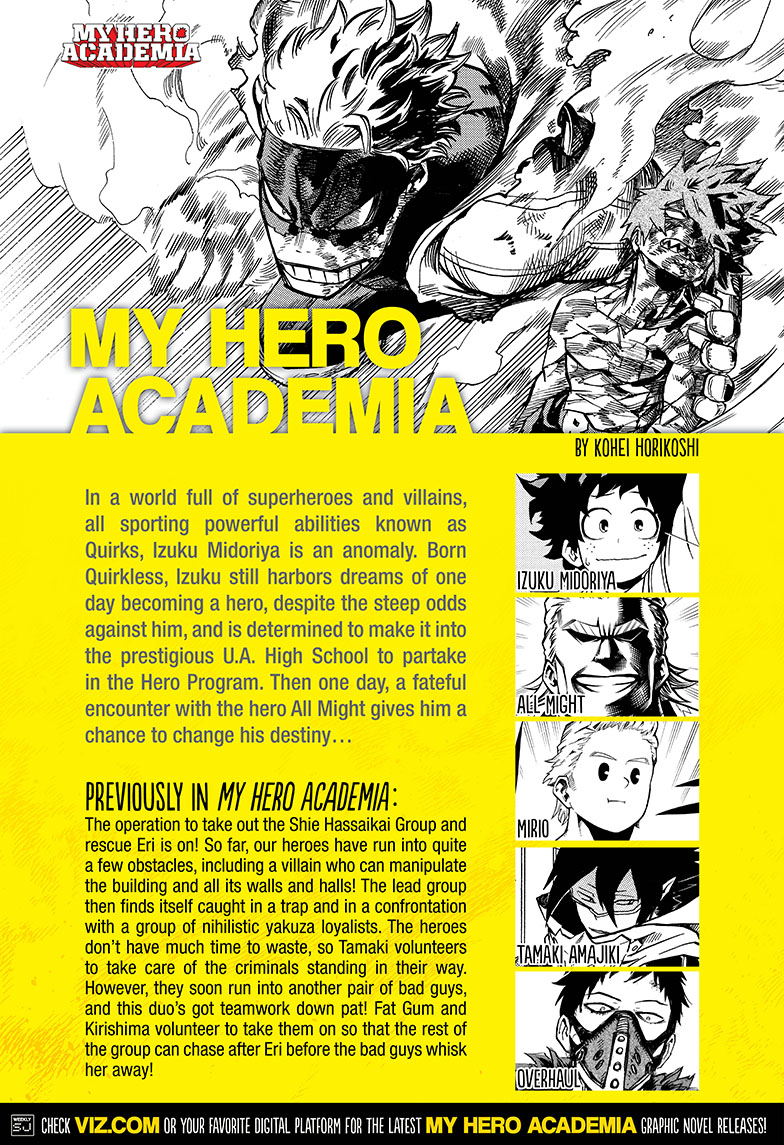 MY HERO
ACADEMIA
MY HERO
ACADEMIA
BY KOHEI HORIKOSHI
In a world full of superheroes and villains,
all sporting powerful abilities known as
Quirks, Izuku Midoriya is an anomaly. Born
Quirkless, Izuku still harbors dreams of one
day becoming a hero, despite the steep odds
against him, and is determined to make it into
the prestigious U.A. High School to partake
in the Hero Program. Then one day, a fateful
encounter with the hero All Might gives him a
chance to change his destiny…
PREVIOUSLY IN MY HERO ACADEMIA:
The operation to take out the Shie Hassaikai Group and
rescue Eri is on! So far, our heroes have run into quite
a few obstacles, including a villain who can manipulate
the building and all its walls and halls! The lead group
then finds itself caught in a trap and in a confrontation
with a group of nihilistic yakuza loyalists. The heroes
don't have much time to waste, so Tamaki volunteers
to take care of the criminals standing in their way.
However, they soon run into another pair of bad guys,
and this duo's got teamwork down pat! Fat Gum and
Kirishima volunteer to take them on so that the rest of
the group can chase after Eri before the bad guys whisk
her away!
IZUKU MIDORIYA
ALL MIGHT
MIRIO
TAMAKI AMAJIKI
OVERHAUL
WEEKLY
SJ
CHECK VIZ.COM OR YOUR FAVORITE DIGITAL PLATFORM FOR THE LATEST MY HERO ACADEMIA GRAPHIC NOVEL RELEASES!